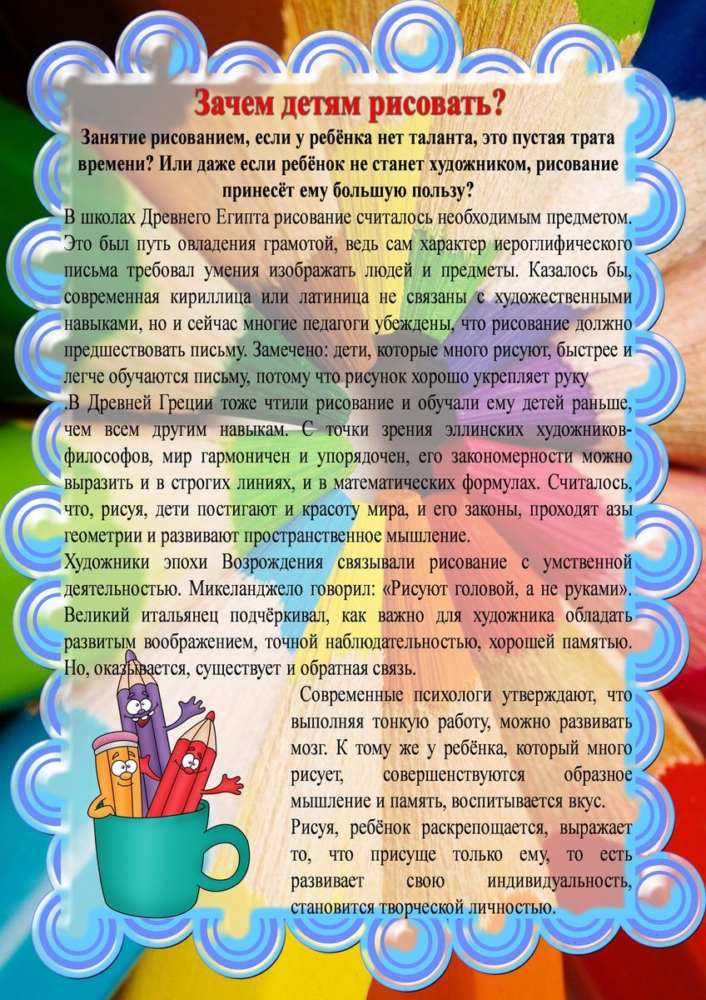 Зачем детям рисовать?
Занятие рисованием, если у ребёнка нет таланта, это пустая трата
времени? Или даже если ребёнок не станет художником, рисование
принесёт ему большую пользу?
В школах Древнего Египта рисование считалось необходимым предметом.
Это был путь овладения грамотой, ведь сам характер иероглифического
письма требовал умения изображать людей и предметы. Казалось бы,
современная кириллица или латиница не связаны с художественными
навыками, но и сейчас многие педагоги убеждены, что рисование должно
предшествовать письму. Замечено: дети, которые много рисуют, быстрее и
легче обучаются письму, потому что рисунок хорошо укрепляет руку
.В Древней Греции тоже чтили рисование и обучали ему детей раньше,
чем всем другим навыкам. С точки зрения эллинских художников-
философов, мир гармоничен и упорядочен, его закономерности можно
выразить и в строгих линиях, и в математических формулах. Считалось,
что, рисуя, дети постигают и красоту мира, и его законы, проходят азы
геометрии и развивают пространственное мышление.
Художники эпохи Возрождения связывали рисование с умственной
деятельностью. Микеланджело говорил: «Рисуют головой, а не руками».
Великий итальянец подчёркивал, как важно для художника обладать
развитым воображением, точной наблюдательностью, хорошей памятью.
Но, оказывается, существует и обратная связь.
Современные психологи утверждают, что
выполняя тонкую работу, можно развивать
мозг. К тому же у ребёнка, который много
рисует, совершенствуются образное
мышление и память, воспитывается вкус.
Рисуя, ребёнок раскрепощается, выражает
то, что присуще только ему, то есть
развивает свою индивидуальность,
становится творческой личностью.